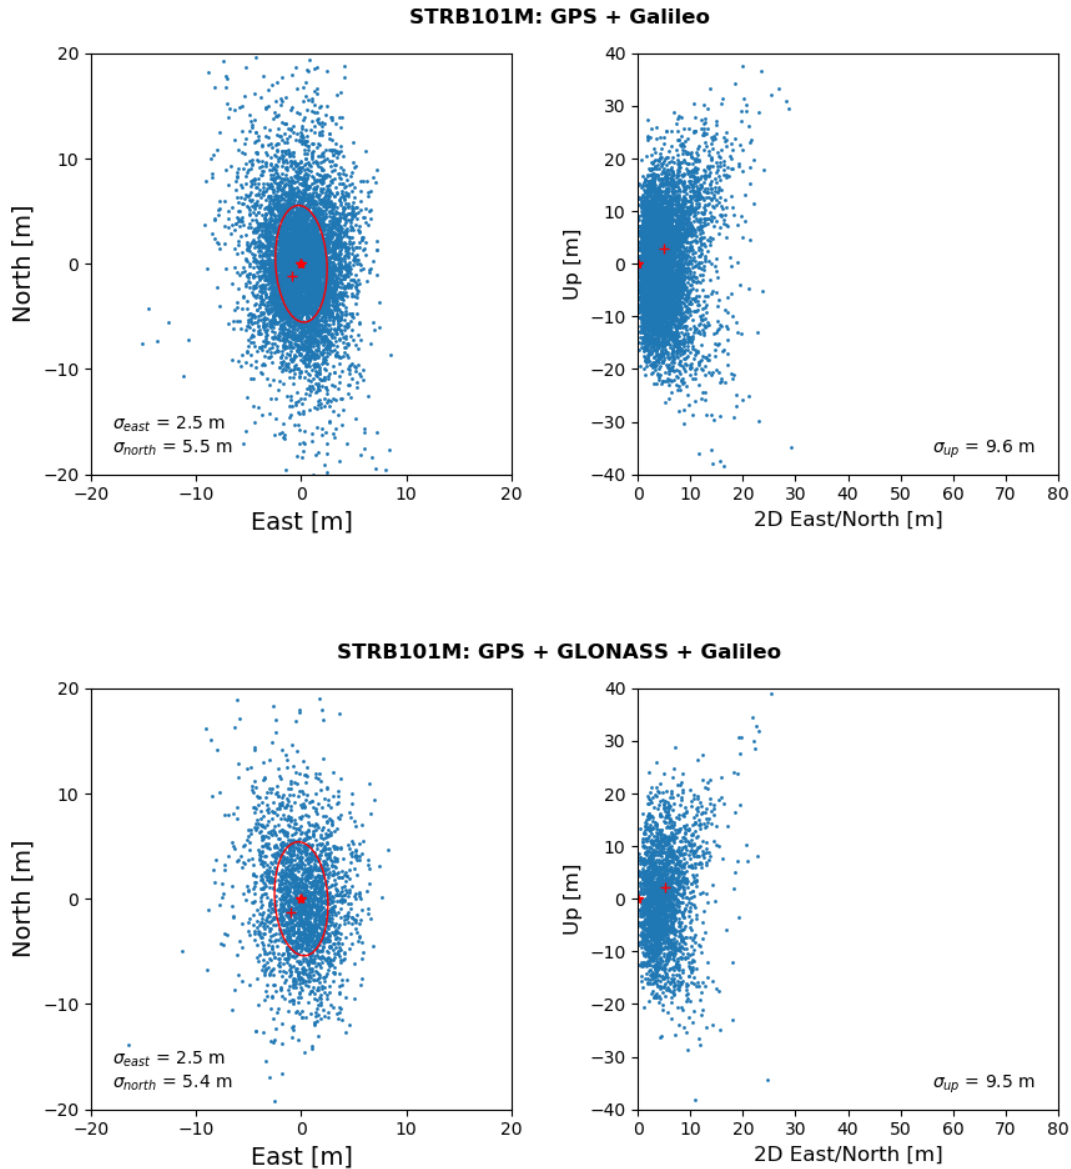 STRB101M: GPS + Galileo
20
10
0
−10
−20
North [m]
σeast = 2.5 m
σnorth = 5.5 m
−20 −10 0 10 20
East [m]
40
30
20
10
0
−10
−20
−30
−40
Up [m]
σup = 9.6 m
0 10 20 30 40 50 60 70 80
2D East/North [m]
STRB101M: GPS + GLONASS + Galileo
20
10
0
−10
−20
North [m]
σeast = 2.5 m
σnorth = 5.4 m
−20 −10 0 10 20
East [m]
40
30
20
10
0
−10
−20
−30
−40
Up [m]
σup = 9.5 m
0 10 20 30 40 50 60 70 80
2D East/North [m]